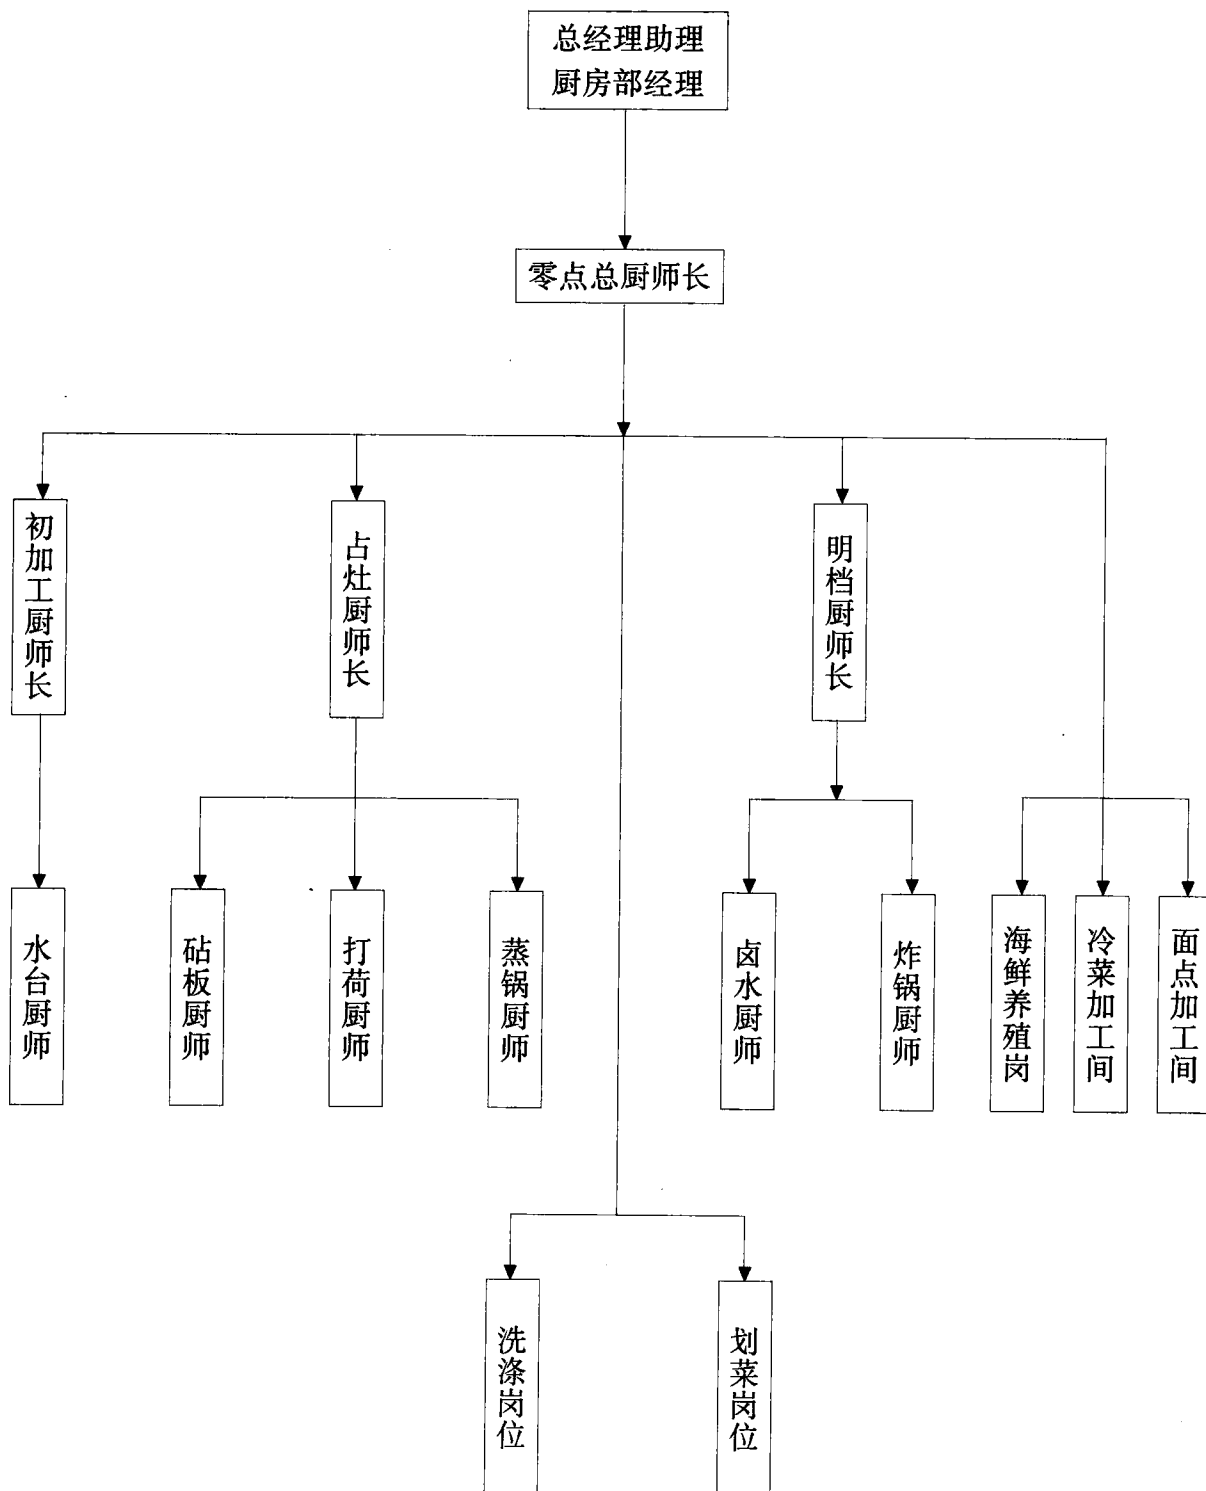 总经理助理
厨房部经理
零点总厨师长
初加工厨师长
占灶厨师长
明档厨师长
水台厨师
砧板厨师
打荷厨师
蒸锅厨师
卤水厨师
炸锅厨师
海鲜养殖岗
冷菜加工间
面点加工间
洗涤岗位
划菜岗位